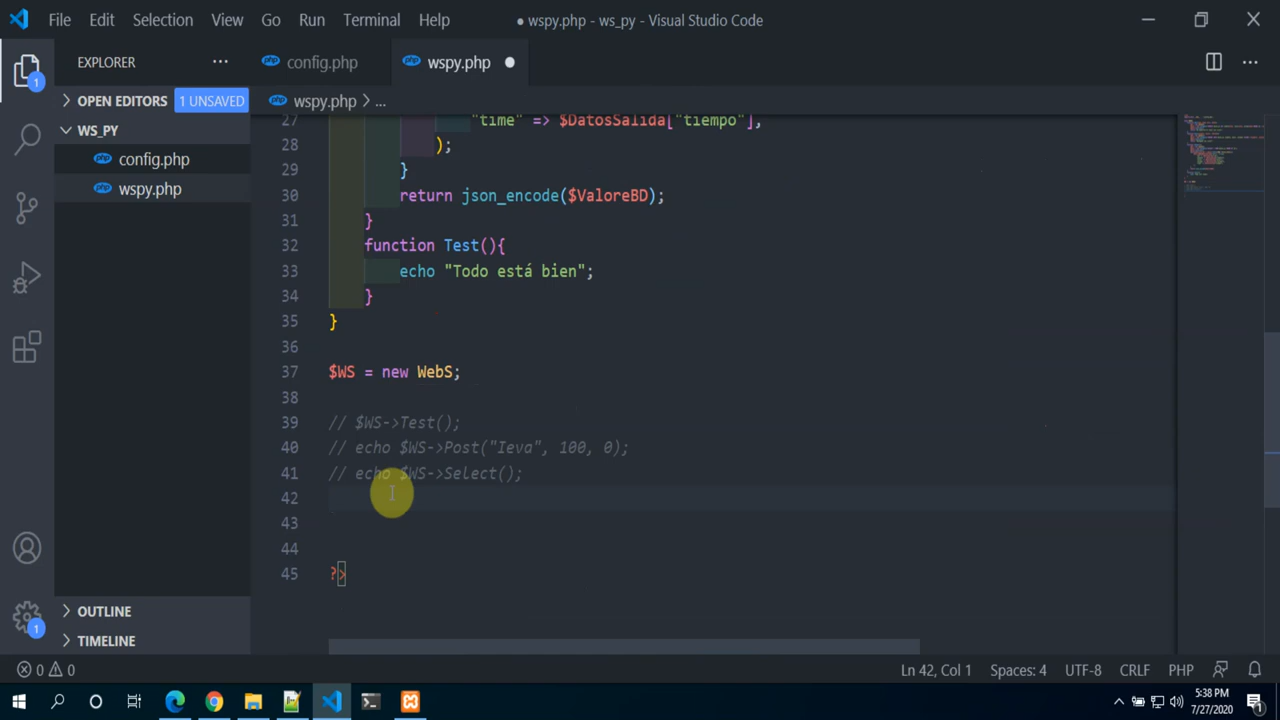 File Edit Selection View Go Run Terminal Help
● wspy.php - ws_py - Visual Studio Code
EXPLORER ...
config.php
wspy.php ●
OPEN EDITORS 1 UNSAVED
wspy.php > ...
WS_PY
config.php
wspy.php
27 "time" => $DatosSalida["tiempo"],
28 );
29 }
30 return json_encode($ValoreBD);
31 }
32 function Test(){
33 echo "Todo está bien";
34 }
35 }
36
37 $WS = new WebS;
38
39 // $WS->Test();
40 // echo $WS->Post("Ieva", 100, 0);
41 // echo $WS->Select();
42
43
44
45 ?>
1
1
OUTLINE
TIMELINE
0 0
Ln 42, Col 1 Spaces: 4 UTF-8 CRLF PHP
5:38 PM
7/27/2020
1